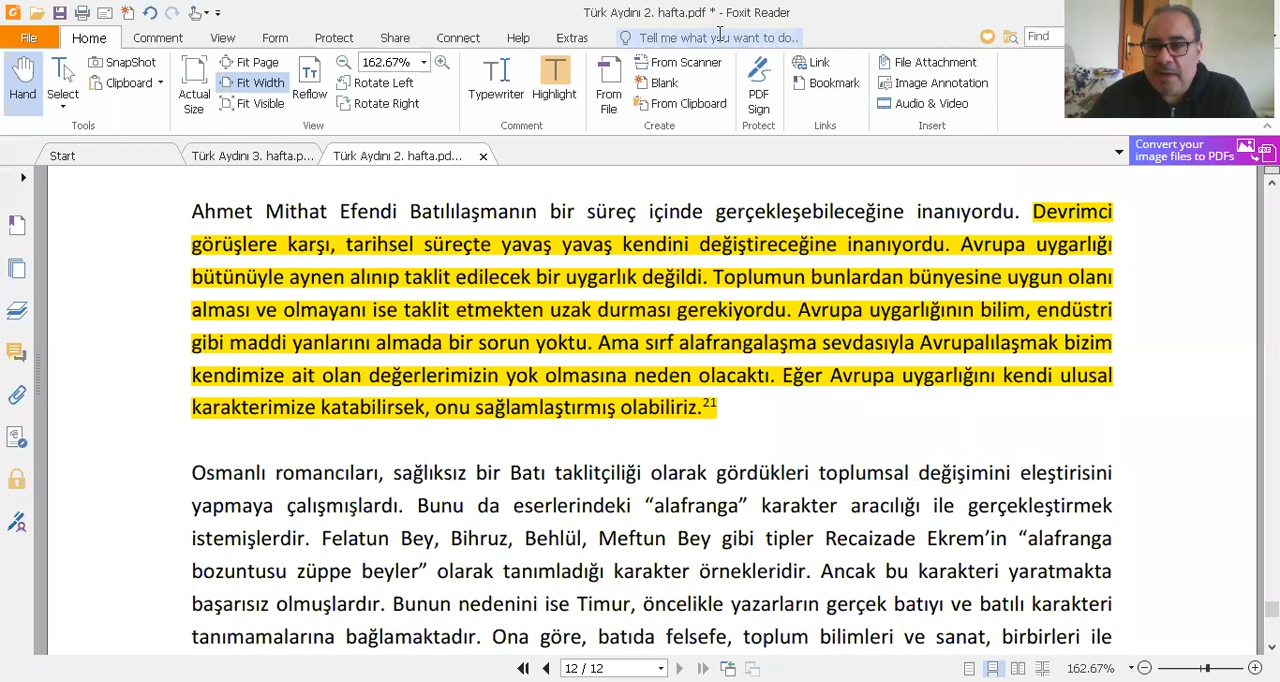 Türk Aydını 2. hafta.pdf * - Foxit Reader
File Home Comment View Form Protect Share Connect Help Extras Tell me what you want to do.. Find
Hand
Select
SnapShot
Clipboard
Tools
Actual Size
Fit Page
Fit Width
Fit Visible
Reflow
162.67%
Rotate Left
Rotate Right
View
Typewriter
Highlight
Comment
From File
From Scanner
Blank
From Clipboard
Create
PDF Sign
Protect
Link
Bookmark
Links
File Attachment
Image Annotation
Audio & Video
Insert
Start Türk Aydını 3. hafta.p... Türk Aydını 2. hafta.pd...
Convert your
image files to PDFs
PDF
Ahmet Mithat Efendi Batılılaşmanın bir süreç içinde gerçekleşebileceğine inanıyordu. Devrimci
görüşlere karşı, tarihsel süreçte yavaş yavaş kendini değiştireceğine inanıyordu. Avrupa uygarlığı
bütünüyle aynen alınıp taklit edilecek bir uygarlık değildi. Toplumun bunlardan bünyesine uygun olanı
alması ve olmayanı ise taklit etmekten uzak durması gerekiyordu. Avrupa uygarlığının bilim, endüstri
gibi maddi yanlarını almada bir sorun yoktu. Ama sırf alafrangalaşma sevdasıyla Avrupalılaşmak bizim
kendimize ait olan değerlerimizin yok olmasına neden olacaktı. Eğer Avrupa uygarlığını kendi ulusal
karakterimize katabilirsek, onu sağlamlaştırmış olabiliriz.21
Osmanlı romancıları, sağlıksız bir Batı taklitçiliği olarak gördükleri toplumsal değişimini eleştirisini
yapmaya çalışmışlardı. Bunu da eserlerindeki “alafranga” karakter aracılığı ile gerçekleştirmek
istemişlerdir. Felatun Bey, Bihruz, Behlül, Meftun Bey gibi tipler Recaizade Ekrem’in “alafranga
bozuntusu züppe beyler” olarak tanımladığı karakter örnekleridir. Ancak bu karakteri yaratmakta
başarısız olmuşlardır. Bunun nedenini ise Timur, öncelikle yazarların gerçek batıyı ve batılı karakteri
tanımamalarına bağlamaktadır. Ona göre, batıda felsefe, toplum bilimleri ve sanat, birbirleri ile
12 / 12
162.67%